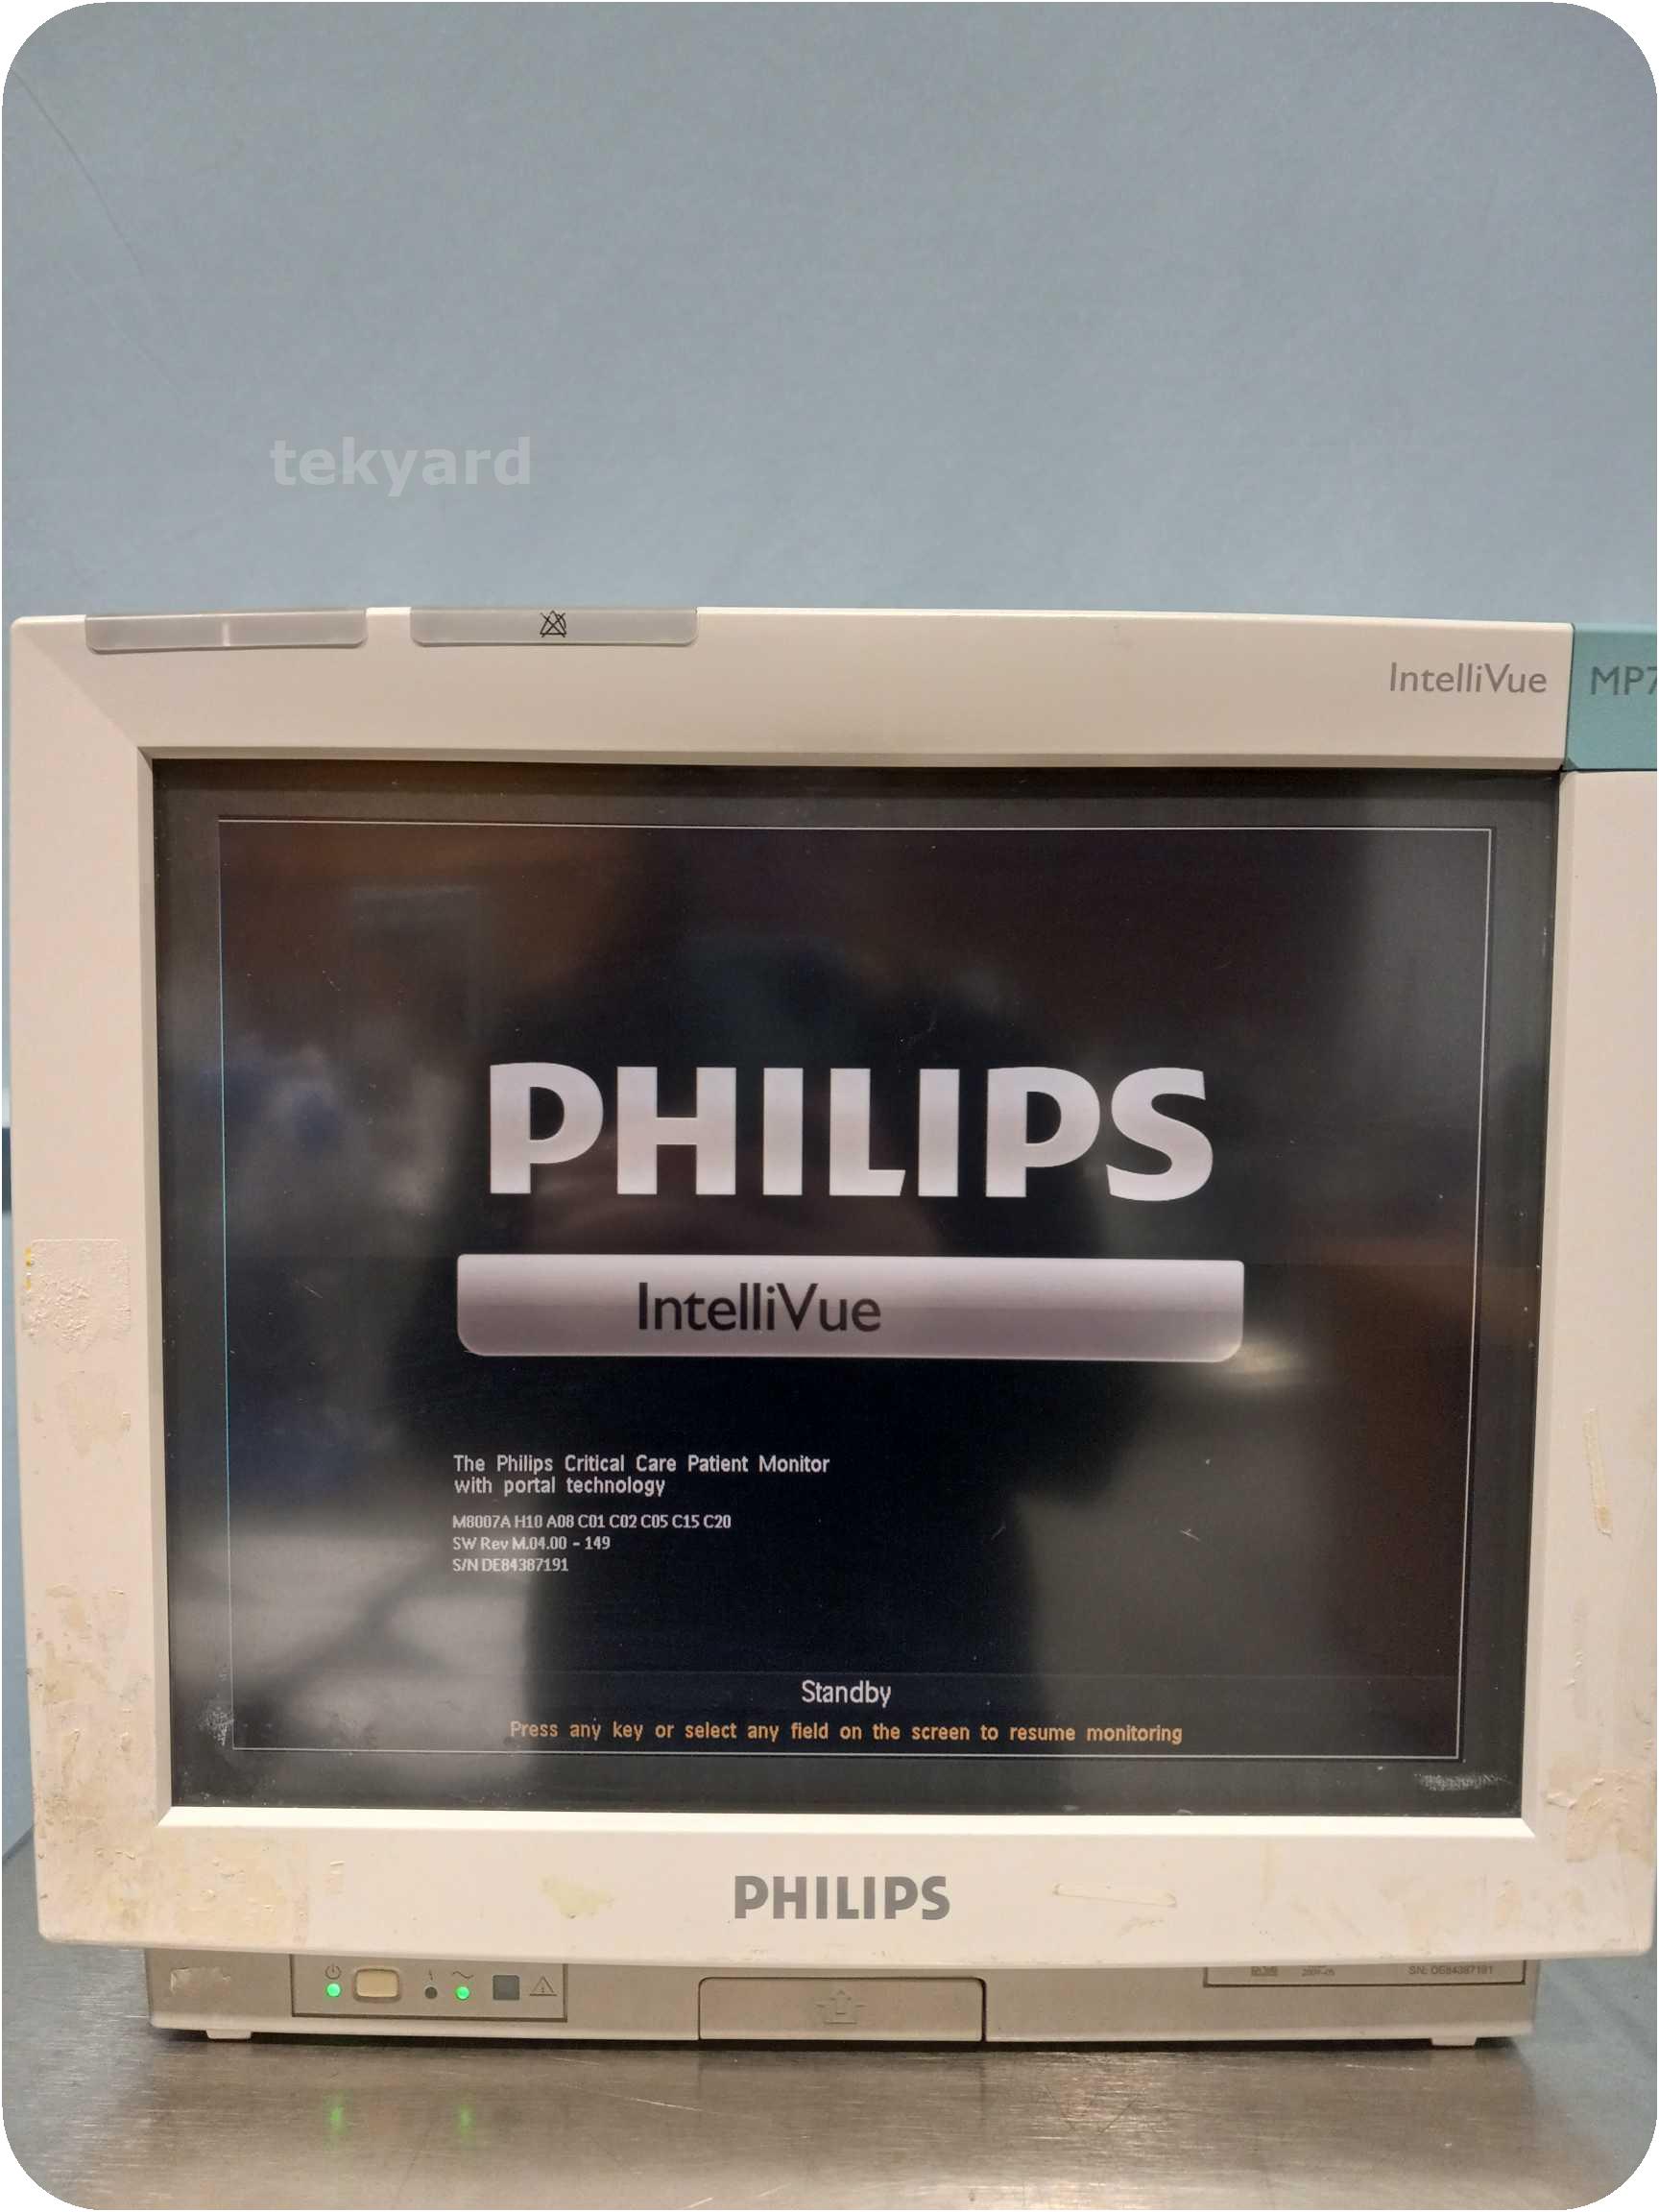 tekyard
IntelliVue
MP7
PHILIPS
IntelliVue
The Philips Critical Care Patient Monitor
with portal technology
M8007A H10 A08 C01 C02 C05 C15 C20
SW Rev M.04.00 - 149
S/N DE84387191
Standby
Press any key or select any field on the screen to resume monitoring
PHILIPS
SN: DE84387191